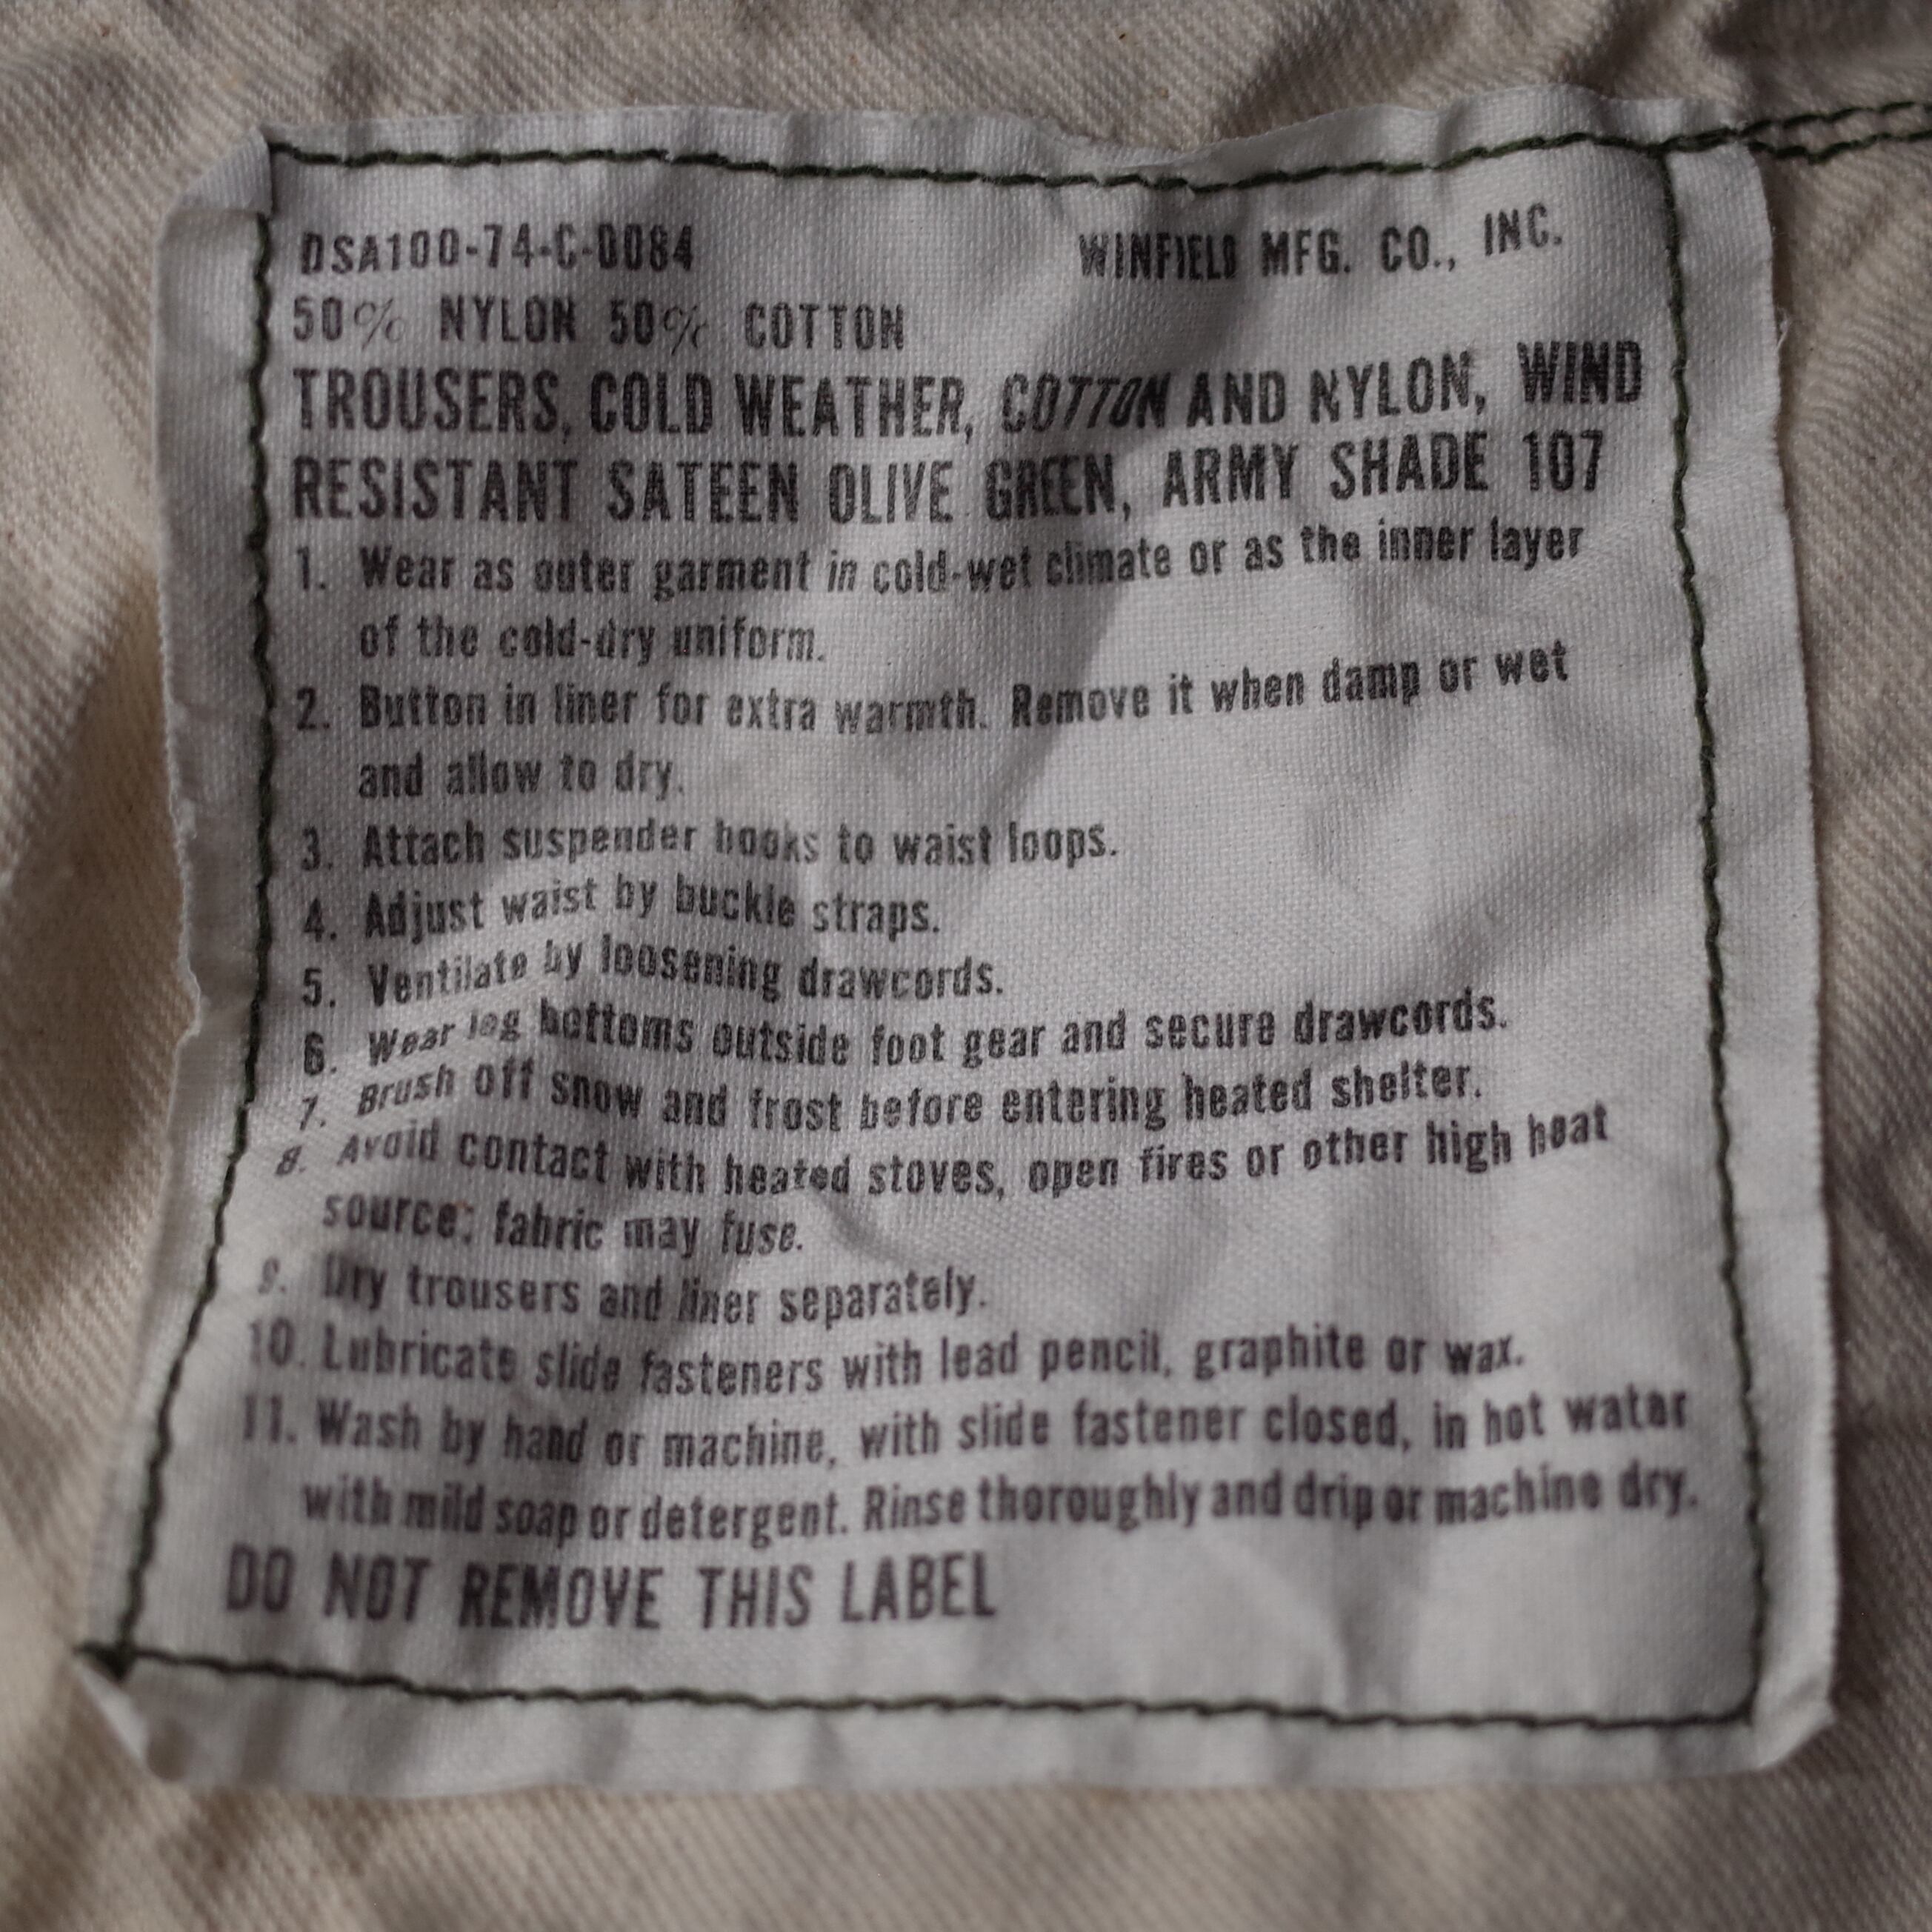 DSA100-74-C-0084 WINFIELD MFG. CO., INC.
50% NYLON 50% COTTON
TROUSERS, COLD WEATHER, COTTON AND NYLON, WIND
RESISTANT SATEEN OLIVE GREEN, ARMY SHADE 107
1. Wear as outer garment in cold-wet climate or as the inner layer
of the cold-dry uniform.
2. Button in liner for extra warmth. Remove it when damp or wet
and allow to dry.
3. Attach suspender hooks to waist loops.
4. Adjust waist by buckle straps.
5. Ventilate by loosening drawcords.
6. Wear leg bottoms outside foot gear and secure drawcords.
7. Brush off snow and frost before entering heated shelter.
8. Avoid contact with heated stoves, open fires or other high heat
source; fabric may fuse.
9. Dry trousers and liner separately.
10. Lubricate slide fasteners with lead pencil, graphite or wax.
11. Wash by hand or machine, with slide fastener closed, in hot water
with mild soap or detergent. Rinse thoroughly and drip or machine dry.
DO NOT REMOVE THIS LABEL